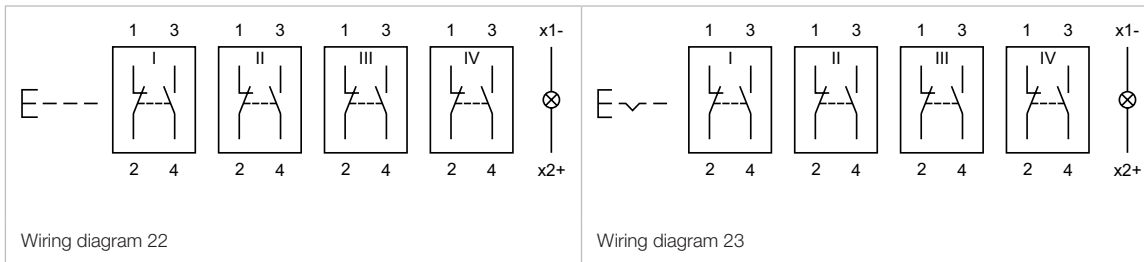 1 3 1 3 1 3 1 3 x1-
I II III IV
2 4 2 4 2 4 2 4 x2+
Wiring diagram 22
1 3 1 3 1 3 1 3 x1-
I II III IV
2 4 2 4 2 4 2 4 x2+
Wiring diagram 23